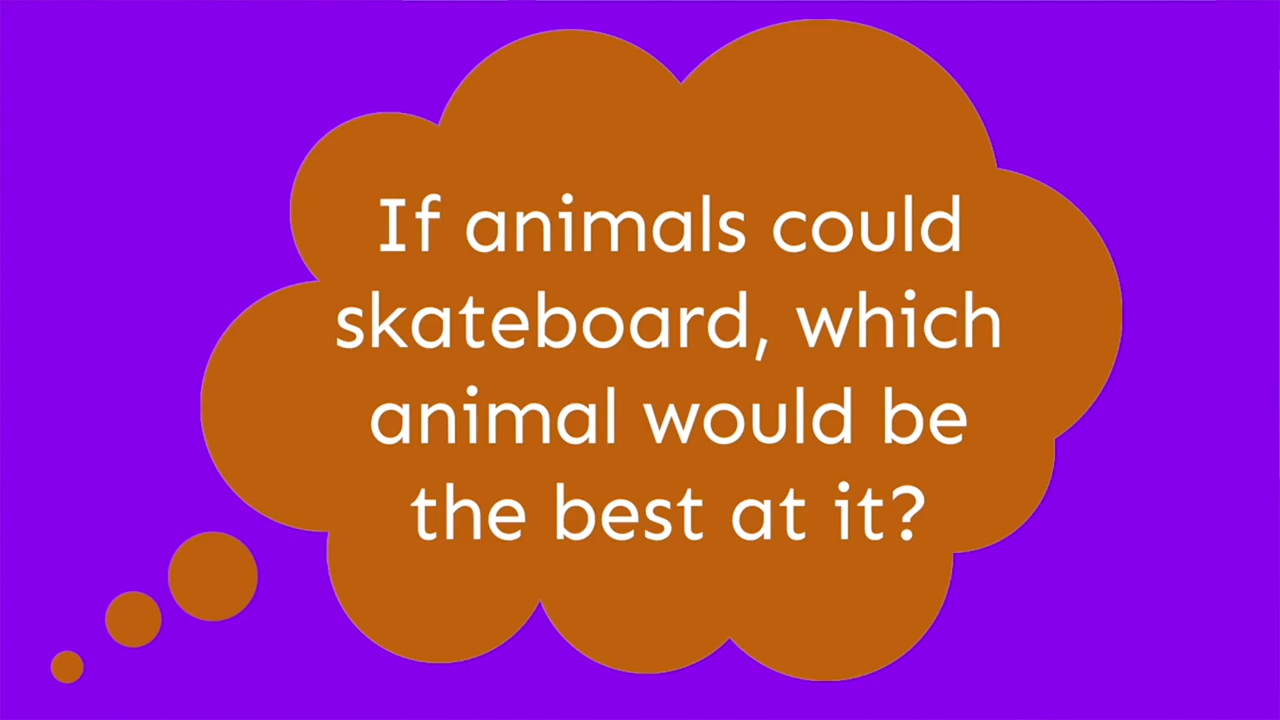 If animals could
skateboard, which
animal would be
the best at it?